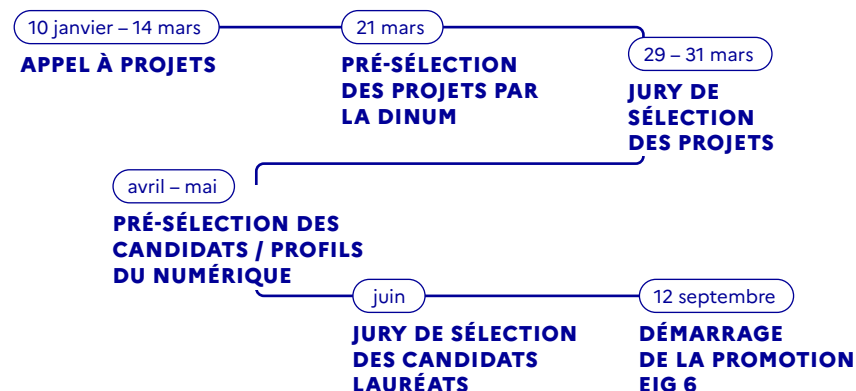 10 janvier – 14 mars
APPEL À PROJETS
21 mars
PRÉ-SÉLECTION
DES PROJETS PAR
LA DINUM
29 – 31 mars
JURY DE
SÉLECTION
DES PROJETS
avril – mai
PRÉ-SÉLECTION DES
CANDIDATS / PROFILS
DU NUMÉRIQUE
juin
JURY DE SÉLECTION
DES CANDIDATS
LAURÉATS
12 septembre
DÉMARRAGE
DE LA PROMOTION
EIG 6